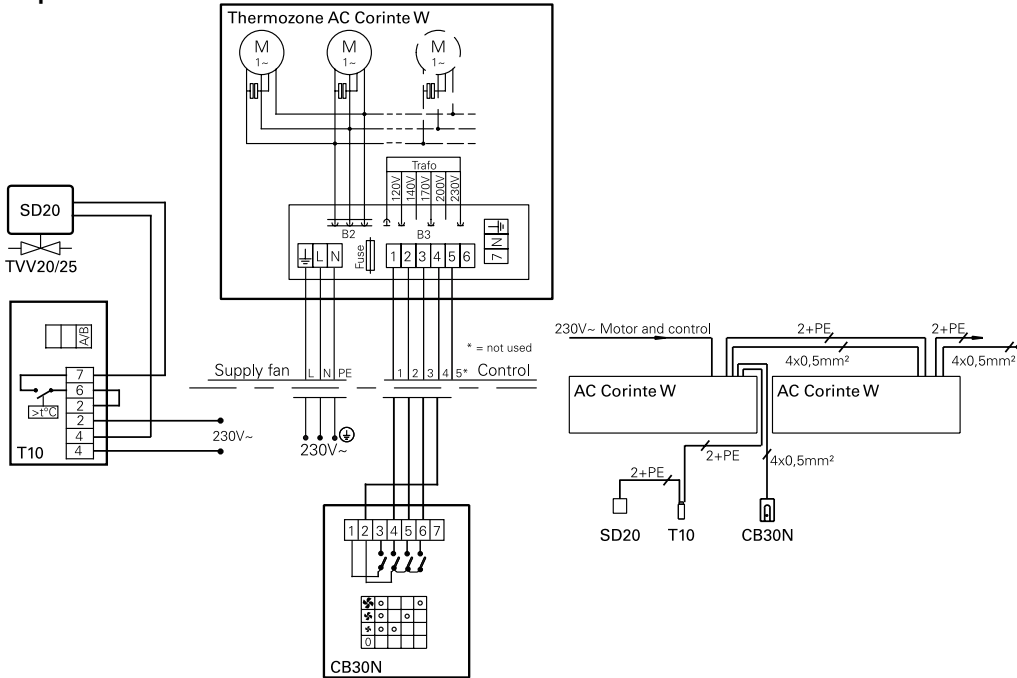 Thermozone AC Corinte W
M
1~
M
1~
M
1~
Trafo
120V
140V
170V
200V
230V
B2
Fuse
B3
L N
1 2 3 4 5 6
7 N
SD20
TVV20/25
A/B
7
6
2
2
4
4
>t°C
T10
230V~
* = not used
Supply fan
L N PE
1 2 3 4 5*
Control
230V~
1 2 3 4 5 6 7
0
CB30N
230V~ Motor and control
2+PE
2+PE
4x0,5mm²
4x0,5mm²
AC Corinte W
AC Corinte W
2+PE
4x0,5mm²
2+PE
SD20
T10
CB30N